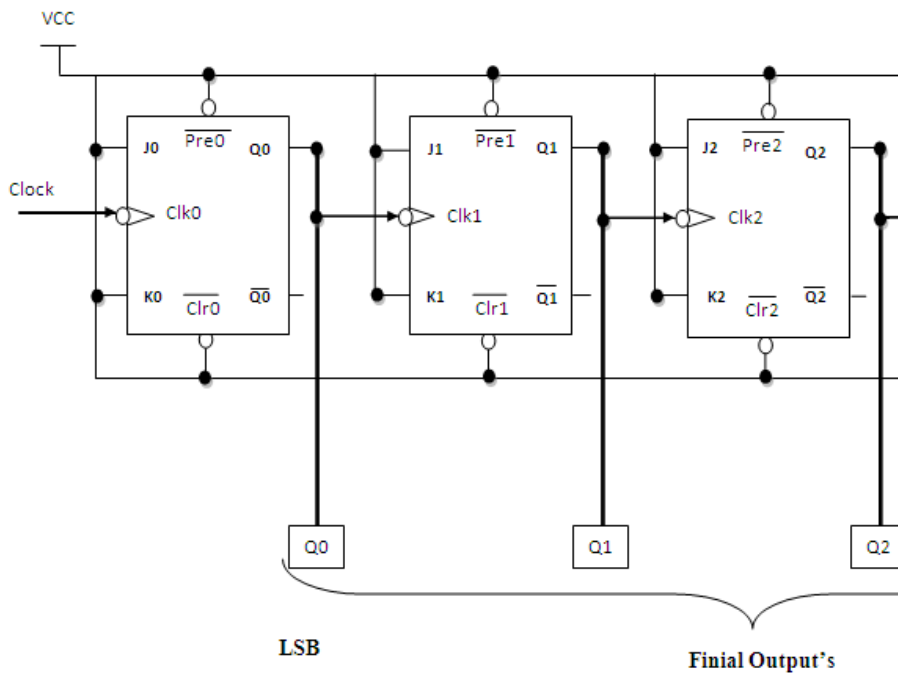 VCC
J0 Pre0 Q0
J1 Pre1 Q1
J2 Pre2 Q2
Clock
Clk0
Clk1
Clk2
K0 Clr0 Q0
K1 Clr1 Q1
K2 Clr2 Q2
Q0
Q1
Q2
LSB
Finial Output's